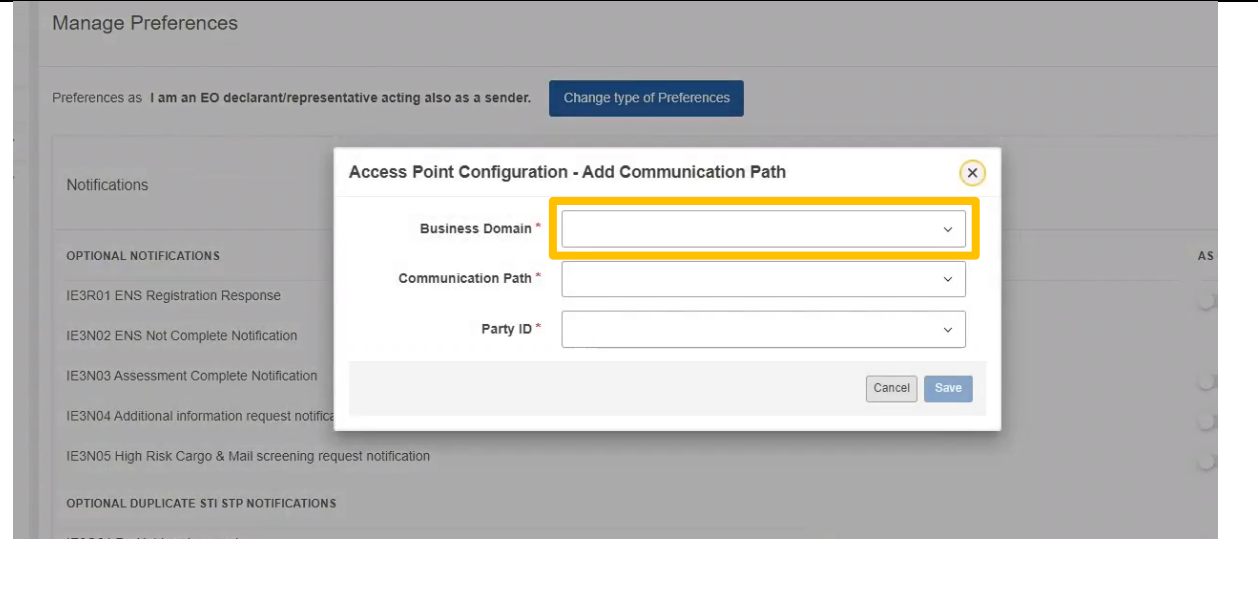 Manage Preferences
Preferences as I am an EO declarant/representative acting also as a sender. Change type of Preferences
Access Point Configuration - Add Communication Path
Notifications
Business Domain *
OPTIONAL NOTIFICATIONS
AS
Communication Path *
IE3R01 ENS Registration Response
Party ID *
IE3N02 ENS Not Complete Notification
IE3N03 Assessment Complete Notification
Cancel Save
IE3N04 Additional information request notifica
IE3N05 High Risk Cargo & Mail screening request notification
OPTIONAL DUPLICATE STI STP NOTIFICATIONS